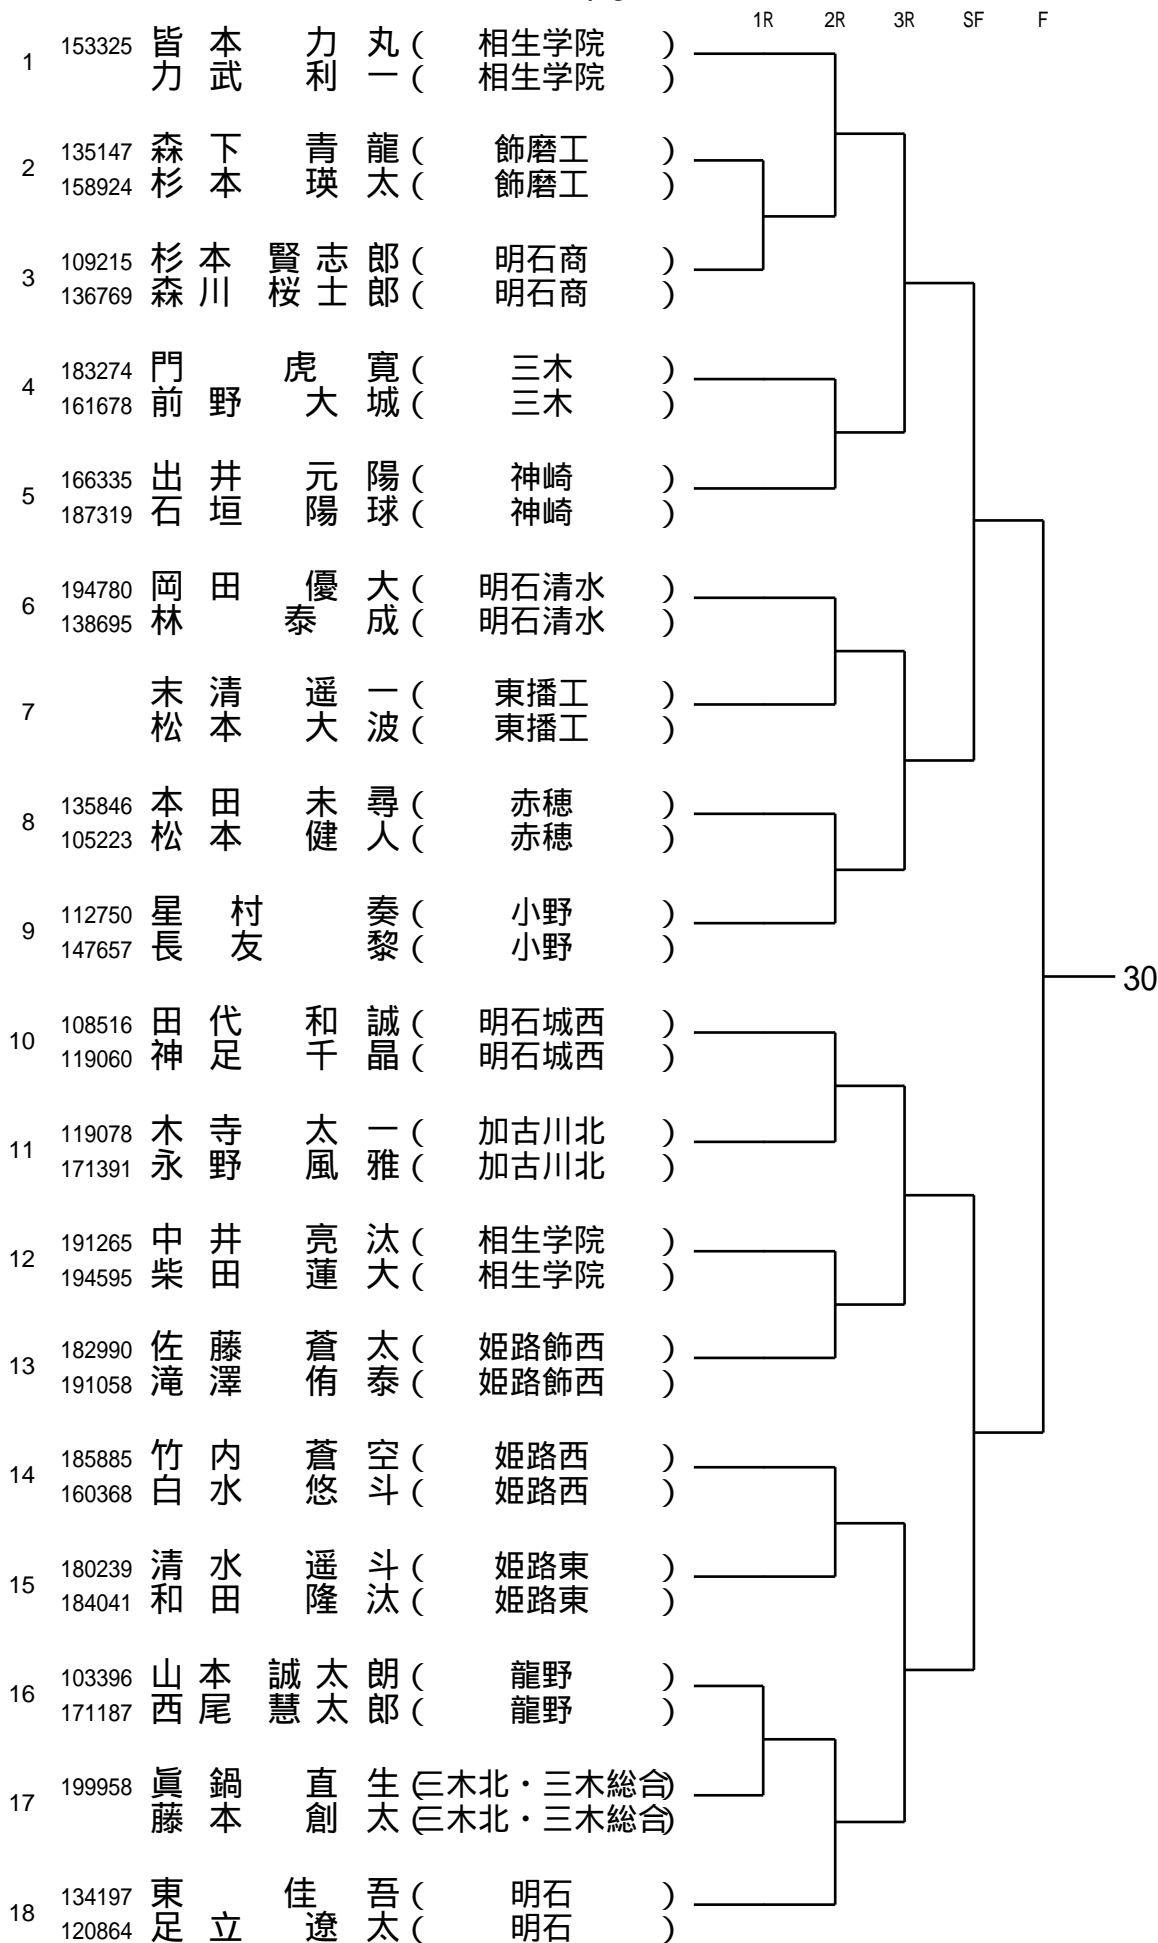 1R 2R 3R SF F
1 153325 皆本 力丸 ( 相生学院 )
力武 利一 ( 相生学院 )
2 135147 森下 青龍 ( 飾磨工 )
158924 杉本 瑛太 ( 飾磨工 )
3 109215 杉本 賢志郎 ( 明石商 )
136769 森川 桜士郎 ( 明石商 )
4 183274 門 虎寛 ( 三木 )
161678 前野 大城 ( 三木 )
5 166335 出井 元陽 ( 神崎 )
187319 石垣 陽球 ( 神崎 )
6 194780 岡田 優大 ( 明石清水 )
138695 林 泰成 ( 明石清水 )
7 末清 遥一 ( 東播工 )
松本 大波 ( 東播工 )
8 135846 本田 未尋 ( 赤穂 )
105223 松本 健人 ( 赤穂 )
9 112750 星村 奏 ( 小野 )
147657 長友 黎 ( 小野 )
30
10 108516 田代 和誠 ( 明石城西 )
119060 神足 千晶 ( 明石城西 )
11 119078 木寺 太一 ( 加古川北 )
171391 永野 風雅 ( 加古川北 )
12 191265 中井 亮汰 ( 相生学院 )
194595 柴田 蓮大 ( 相生学院 )
13 182990 佐藤 蒼太 ( 姫路飾西 )
191058 滝澤 侑泰 ( 姫路飾西 )
14 185885 竹内 蒼空 ( 姫路西 )
160368 白水 悠斗 ( 姫路西 )
15 180239 清水 遥斗 ( 姫路東 )
184041 和田 隆汰 ( 姫路東 )
16 103396 山本 誠太朗 ( 龍野 )
171187 西尾 慧太郎 ( 龍野 )
17 199958 眞鍋 直生 (三木北・三木総合)
藤本 創太 (三木北・三木総合)
18 134197 東 佳吾 ( 明石 )
120864 足立 遼太 ( 明石 )